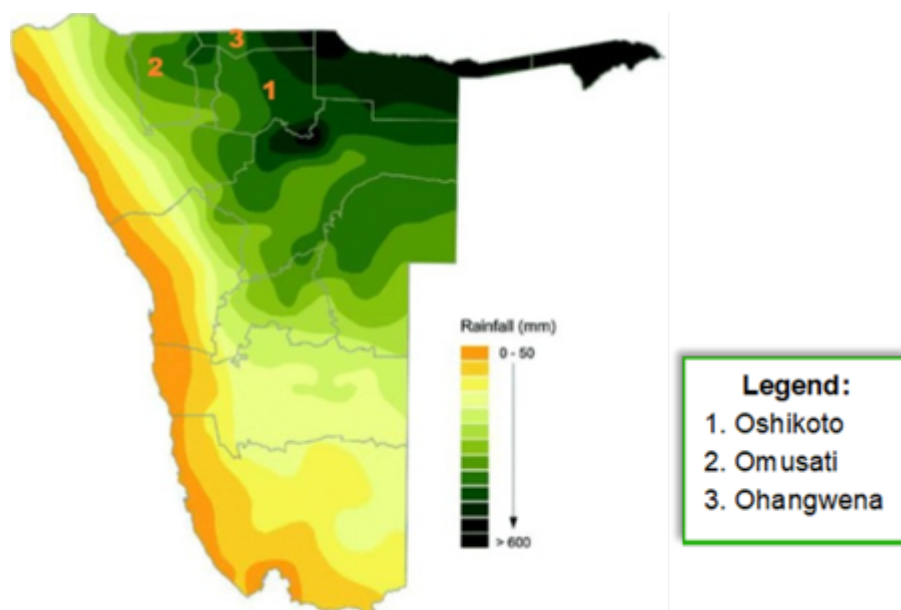 3
2
1
Rainfall (mm)
0 - 50
> 600
Legend:
1. Oshikoto
2. Omusati
3. Ohangwena